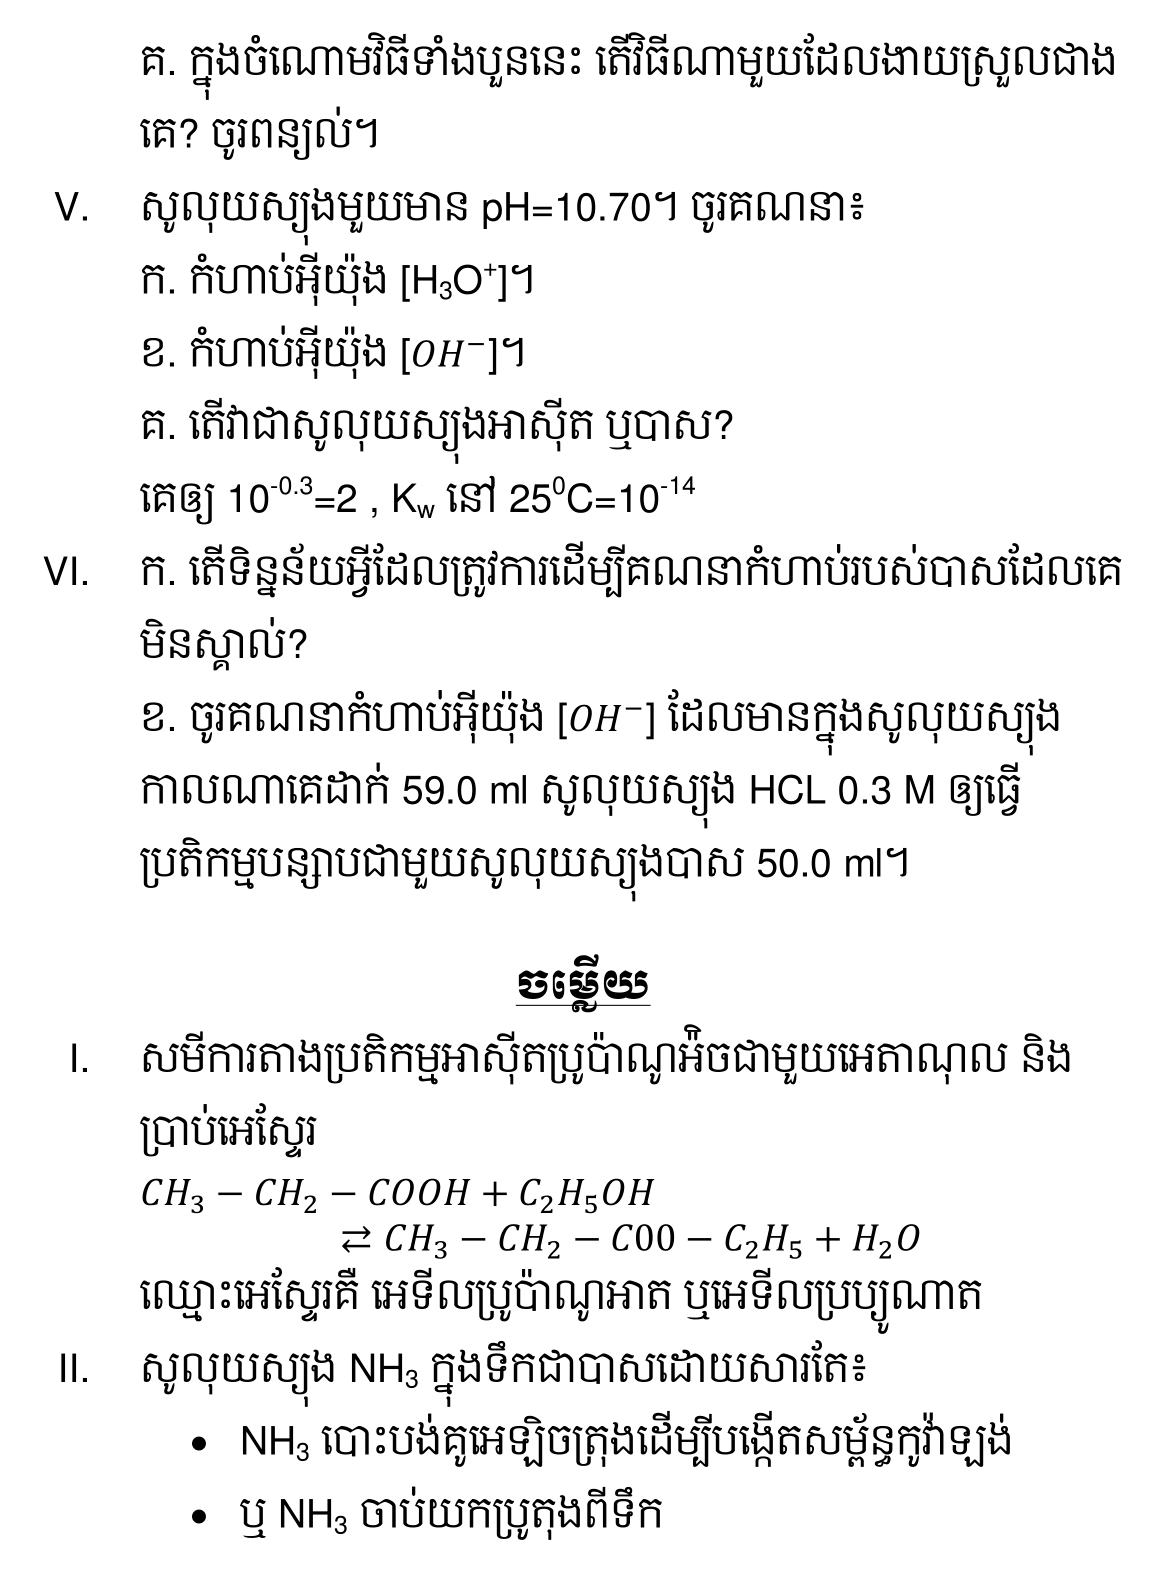 គ. ក្នុងចំណោមវិធីទាំងបួននេះ តើវិធីណាមួយដែលងាយស្រួលជាង
គេ? ចូរពន្យល់។
V. សូលុយស្យុងមួយមាន pH=10.70។ ចូរគណនា៖
ក. កំហាប់អ៊ីយ៉ុង [H₃O⁺]។
ខ. កំហាប់អ៊ីយ៉ុង [OH⁻]។
គ. តើវាជាសូលុយស្យុងអាស៊ីត ឬបាស?
គេឲ្យ 10⁻⁰·³=2 , Kw នៅ 25⁰C=10⁻¹⁴
VI. ក. តើទិន្នន័យអ្វីដែលត្រូវការដើម្បីគណនាកំហាប់របស់បាសដែលគេ
មិនស្គាល់?
ខ. ចូរគណនាកំហាប់អ៊ីយ៉ុង [OH⁻] ដែលមានក្នុងសូលុយស្យុង
កាលណាគេដាក់ 59.0 ml សូលុយស្យុង HCL 0.3 M ឲ្យធ្វើ
ប្រតិកម្មបន្សាបជាមួយសូលុយស្យុងបាស 50.0 ml។
ចម្លើយ
I. សមីការតាងប្រតិកម្មអាស៊ីតប្រូប៉ាណូអ៊ិចជាមួយអេតាណុល និង
ប្រាប់អេស្ទែរ
CH₃ − CH₂ − COOH + C₂H₅OH
⇄ CH₃ − CH₂ − C00 − C₂H₅ + H₂O
ឈ្មោះអេស្ទែរគឺ អេទីលប្រូប៉ាណូអាត ឬអេទីលប្រប្យូណាត
II. សូលុយស្យុង NH₃ ក្នុងទឹកជាបាសដោយសារតែ៖
• NH₃ បោះបង់គូអេឡិចត្រុងដើម្បីបង្កើតសម្ព័ន្ធកូវ៉ាឡង់
• ឬ NH₃ ចាប់យកប្រូតុងពីទឹក